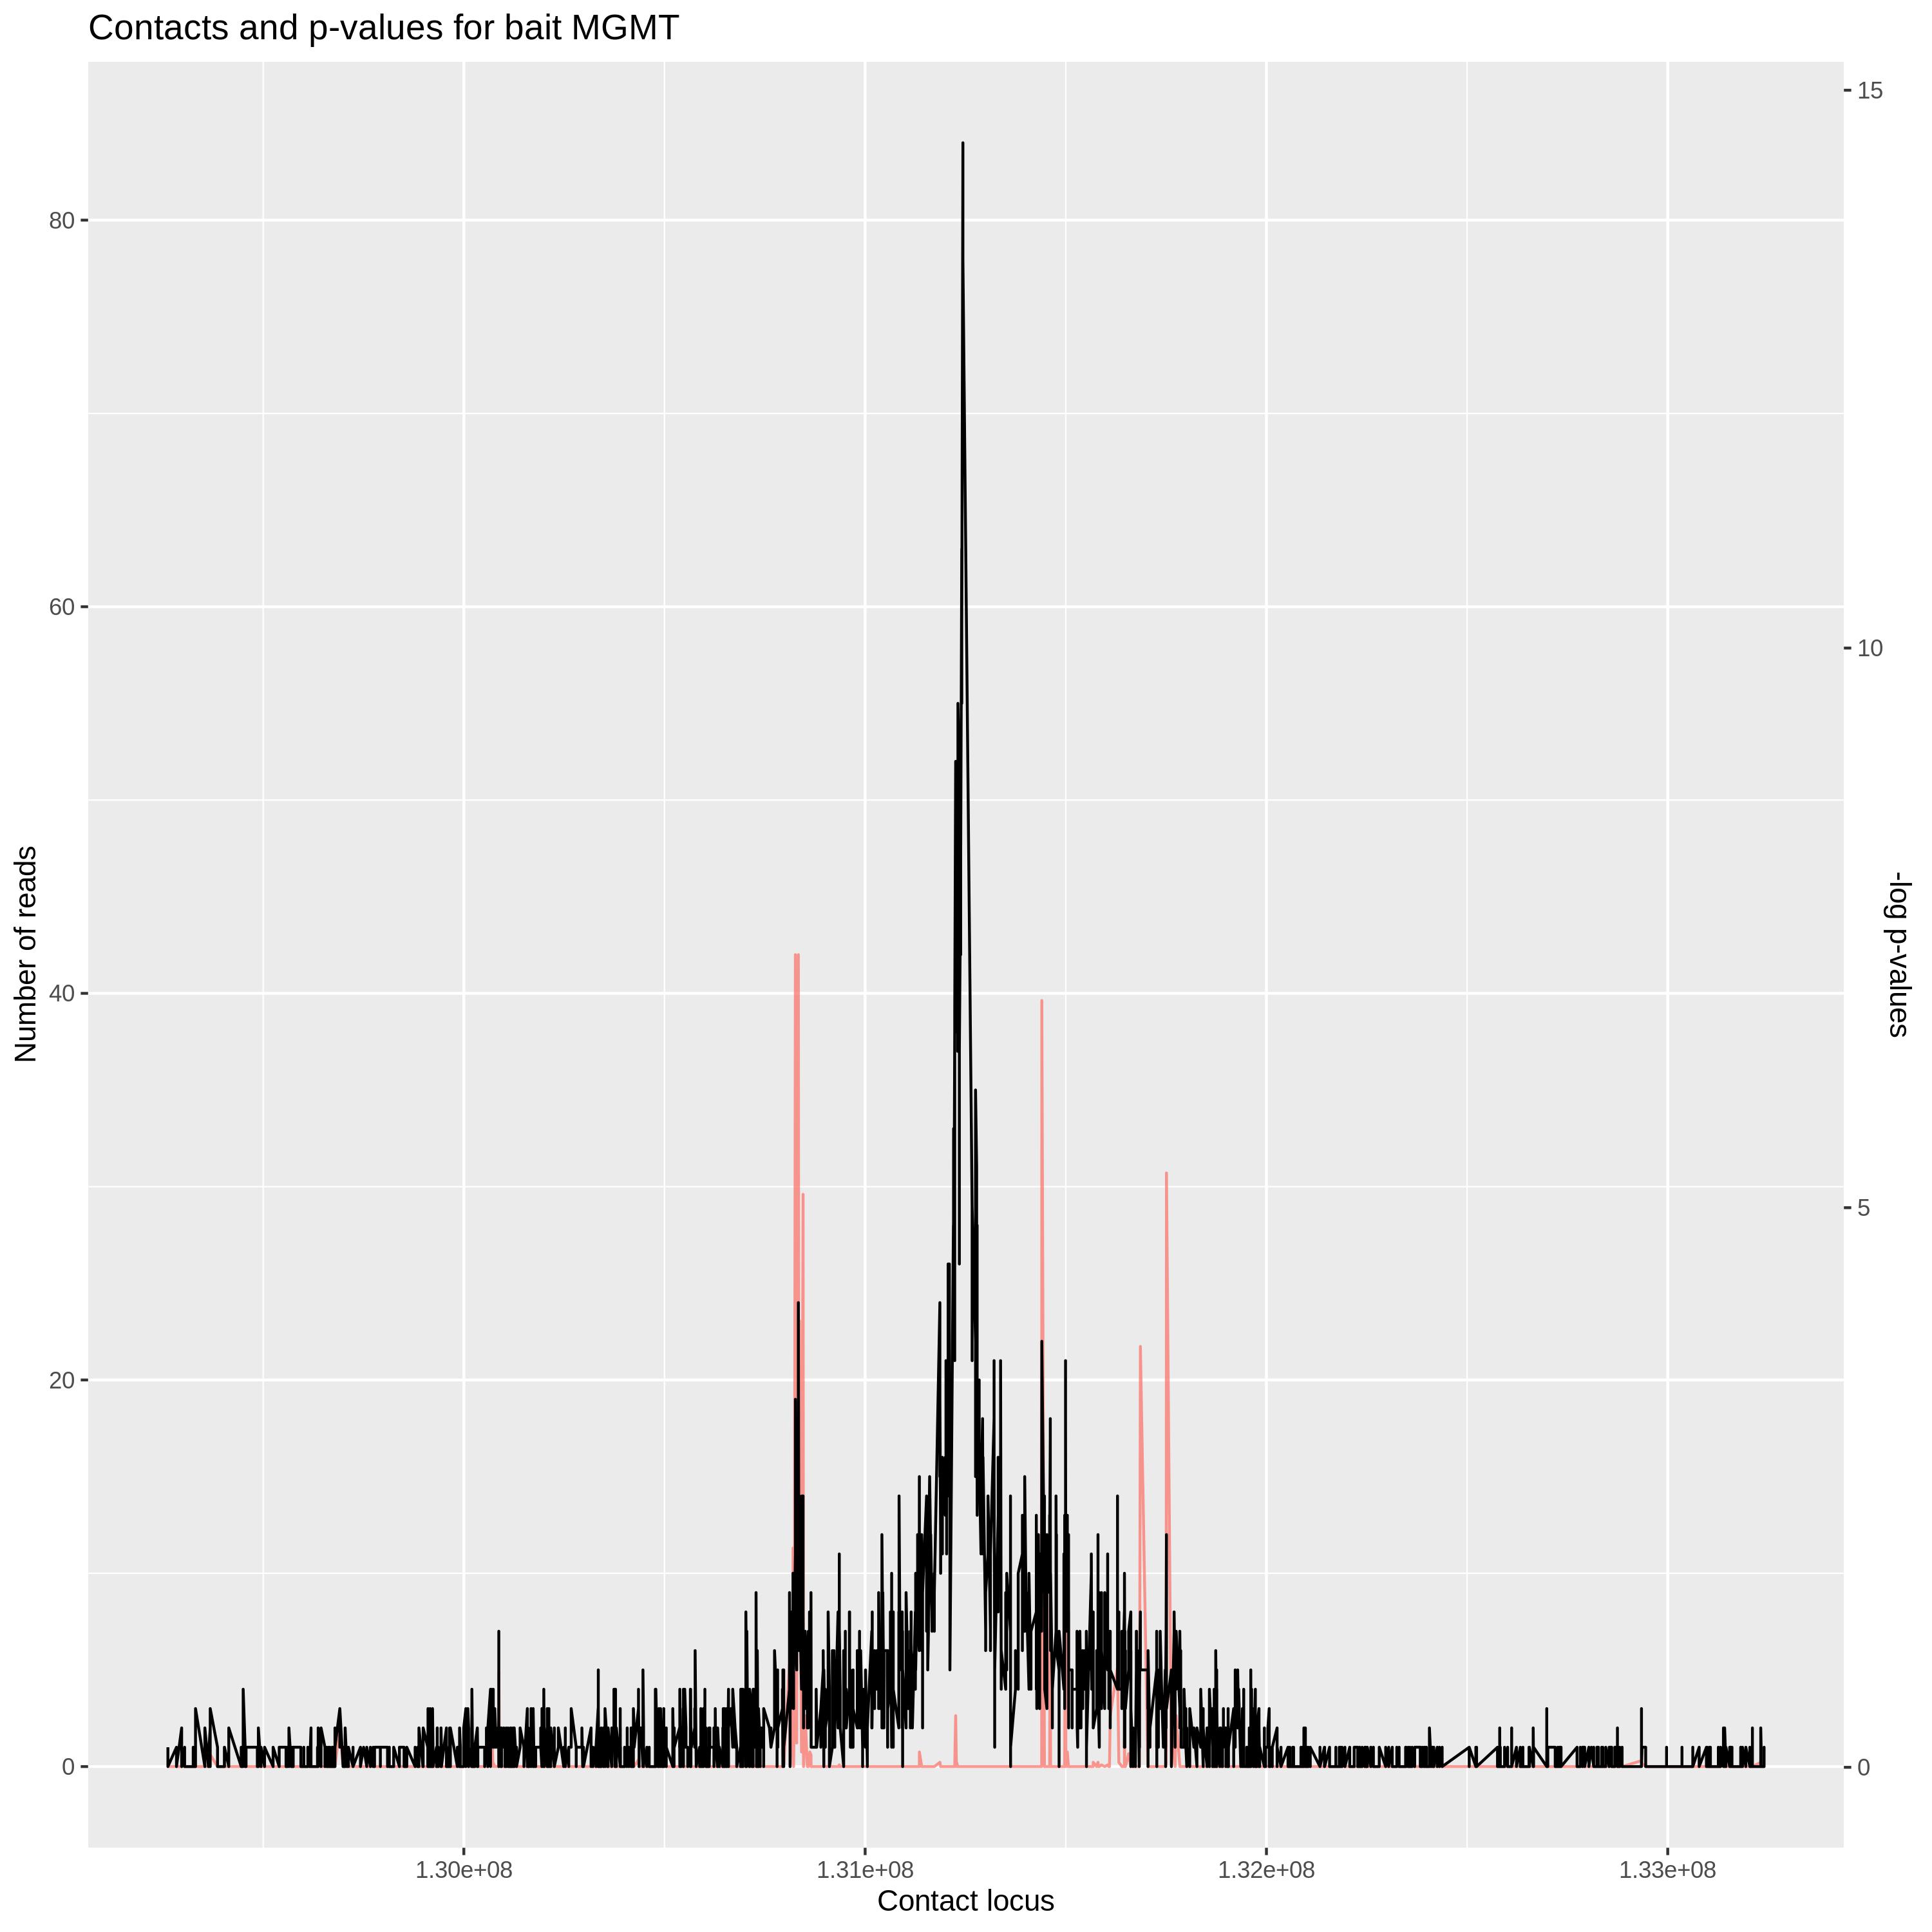 Contacts and p-values for bait MGMT
15
80
10
60
Number of reads
-log p-values
40
5
20
0
0
1.30e+08
1.31e+08
1.32e+08
1.33e+08
Contact locus